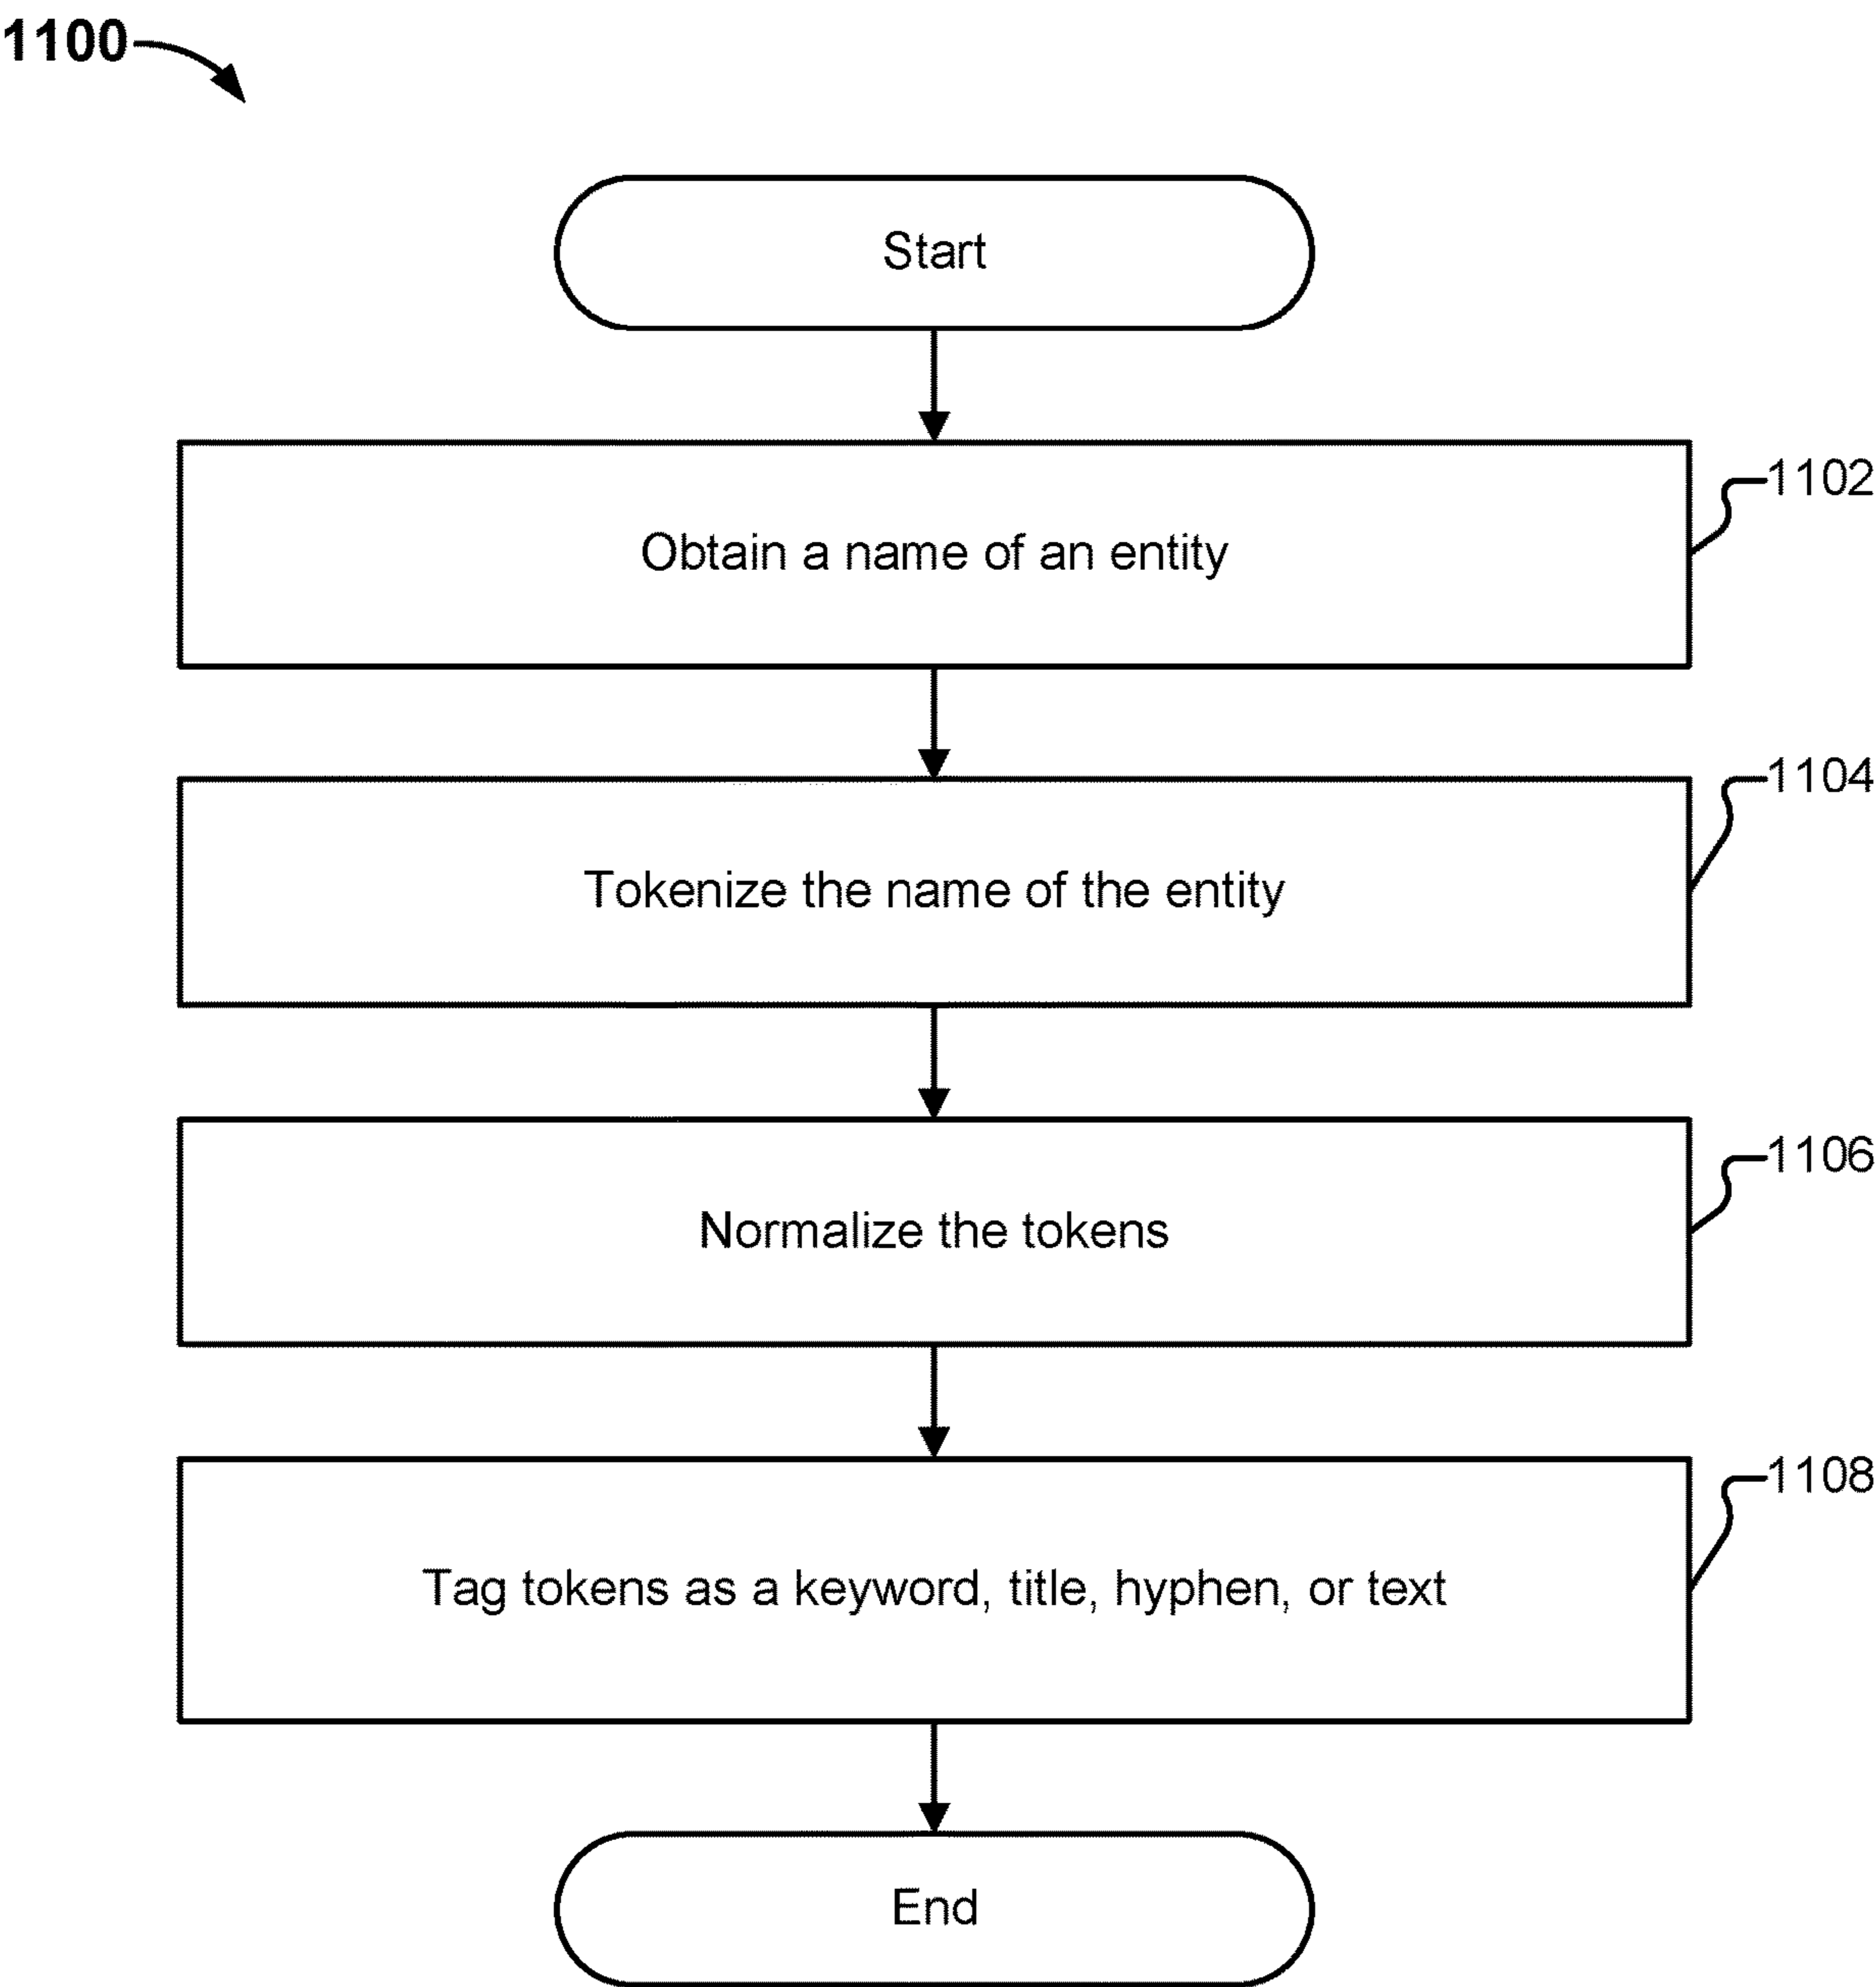 1100
Start
1102
Obtain a name of an entity
1104
Tokenize the name of the entity
1106
Normalize the tokens
1108
Tag tokens as a keyword, title, hyphen, or text
End